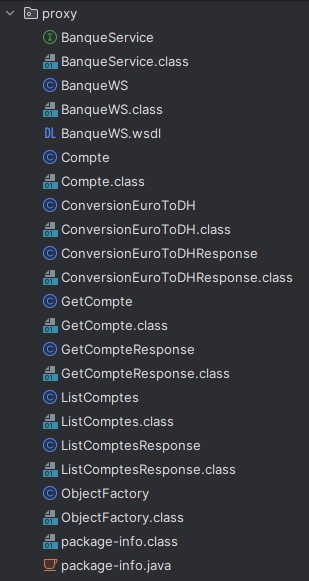 proxy
BanqueService
BanqueService.class
BanqueWS
BanqueWS.class
BanqueWS.wsdl
Compte
Compte.class
ConversionEuroToDH
ConversionEuroToDH.class
ConversionEuroToDHResponse
ConversionEuroToDHResponse.class
GetCompte
GetCompte.class
GetCompteResponse
GetCompteResponse.class
ListComptes
ListComptes.class
ListComptesResponse
ListComptesResponse.class
ObjectFactory
ObjectFactory.class
package-info.class
package-info.java